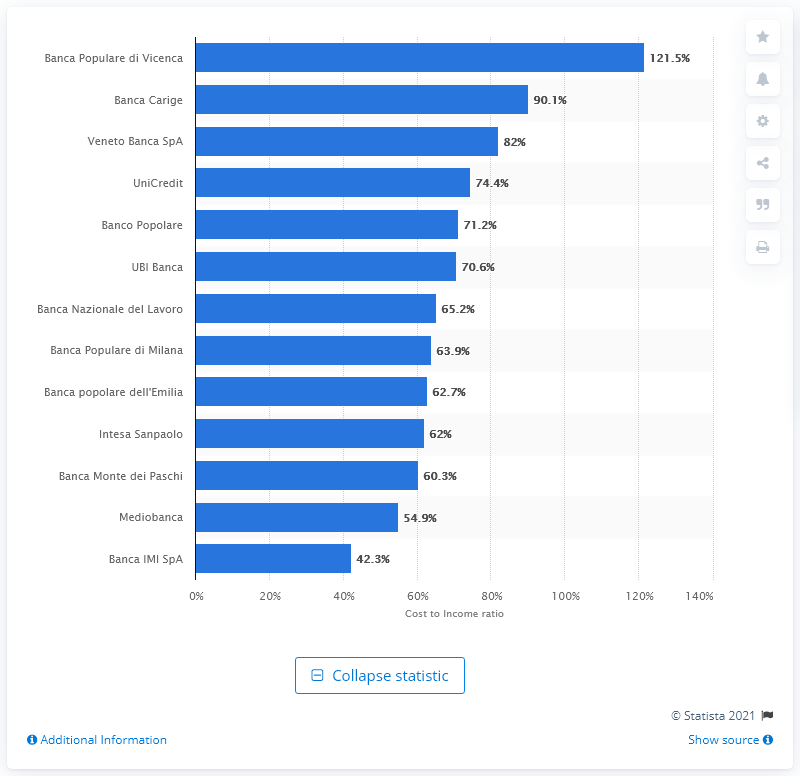 Banca Populare di Vicenca 121.5%
Banca Carige 90.1%
Veneto Banca SpA 82%
UniCredit 74.4%
Banco Popolare 71.2%
UBI Banca 70.6%
Banca Nazionale del Lavoro 65.2%
Banca Populare di Milana 63.9%
Banca popolare dell'Emilia 62.7%
Intesa Sanpaolo 62%
Banca Monte dei Paschi 60.3%
Mediobanca 54.9%
Banca IMI SpA 42.3%
0% 20% 40% 60% 80% 100% 120% 140%
Cost to Income ratio
Collapse statistic
© Statista 2021
Additional Information Show source